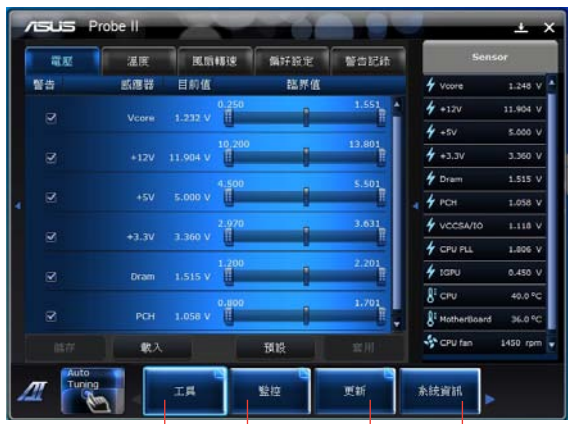 ASUS Probe II
電壓 溫度 風扇轉速 偏好設定 警告記錄
警告 感應器 目前值 臨界值
0.250 1.551
Vcore 1.232 V
10.200 13.801
+12V 11.904 V
4.500 5.501
+5V 5.000 V
2.970 3.631
+3.3V 3.360 V
1.200 2.201
Dram 1.515 V
0.800 1.701
PCH 1.058 V
儲存 載入 預設 套用
Sensor
Vcore 1.248 V
+12V 11.904 V
+5V 5.000 V
+3.3V 3.360 V
Dram 1.515 V
PCH 1.058 V
VCCSA/IO 1.118 V
CPU PLL 1.806 V
IGPU 0.450 V
CPU 40.0 ºC
MotherBoard 36.0 ºC
CPU fan 1450 rpm
Auto
Tuning
工具 監控 更新 系統資訊